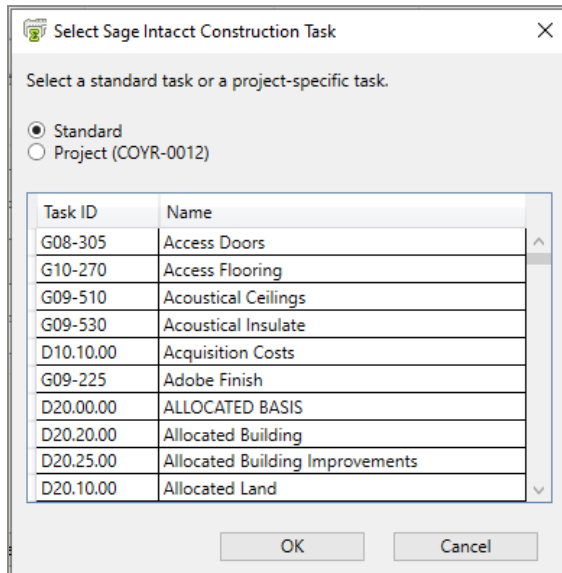 Select Sage Intacct Construction Task
Select a standard task or a project-specific task.
Standard
Project (COYR-0012)
Task ID Name
G08-305 Access Doors
G10-270 Access Flooring
G09-510 Acoustical Ceilings
G09-530 Acoustical Insulate
D10.10.00 Acquisition Costs
G09-225 Adobe Finish
D20.00.00 ALLOCATED BASIS
D20.20.00 Allocated Building
D20.25.00 Allocated Building Improvements
D20.10.00 Allocated Land
OK Cancel